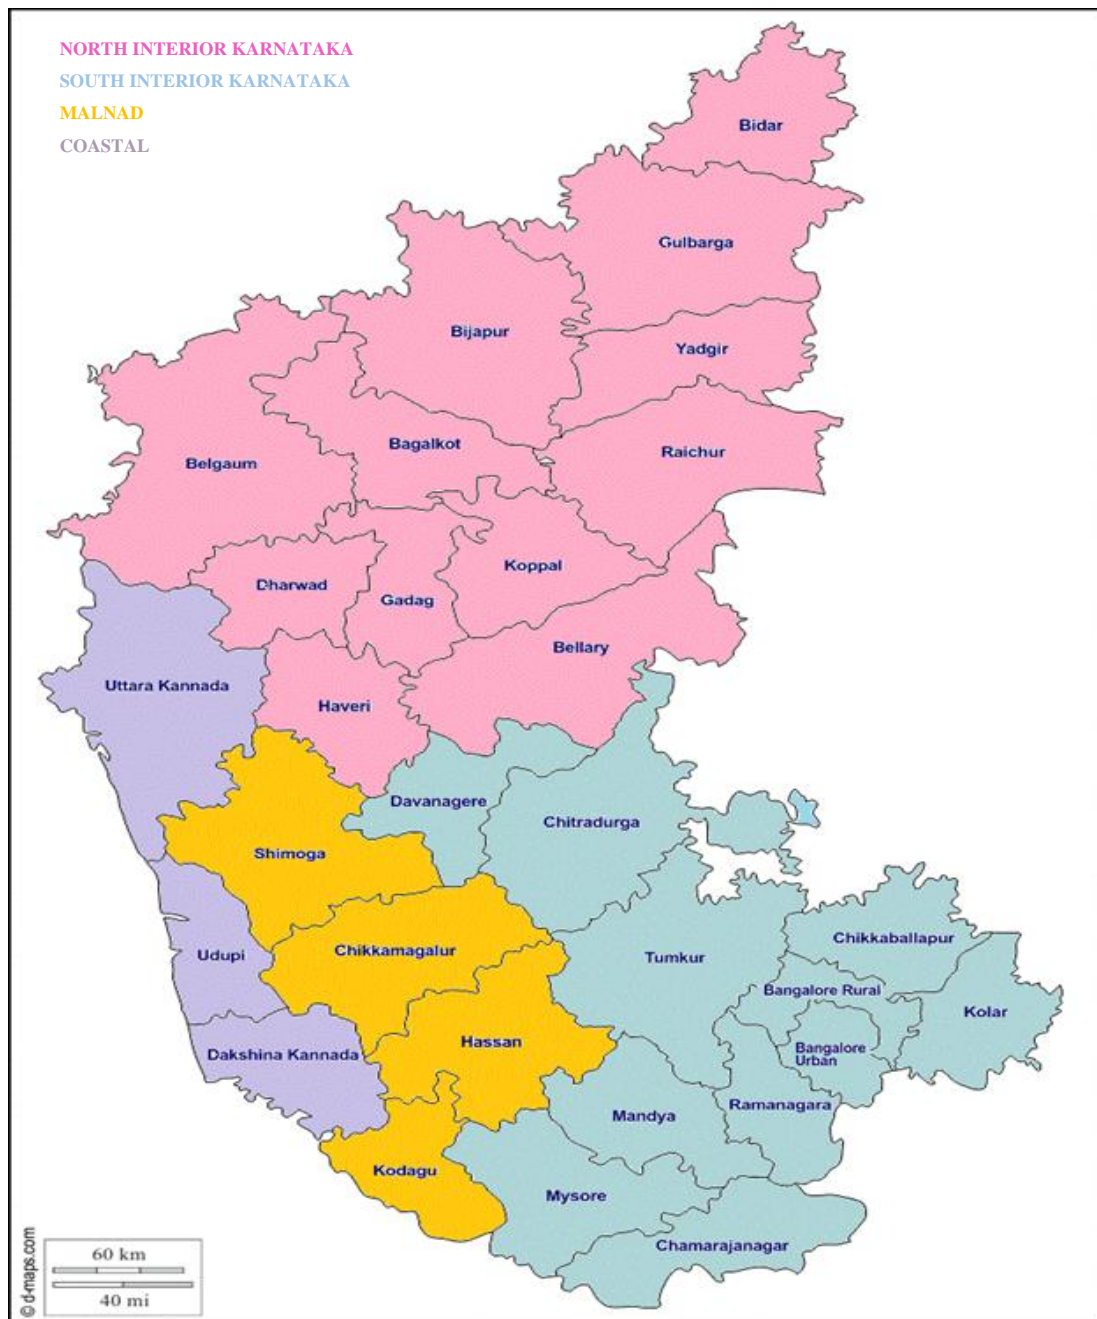 NORTH INTERIOR KARNATAKA
SOUTH INTERIOR KARNATAKA
MALNAD
COASTAL
Bidar
Gulbarga
Bijapur
Yadgir
Bagalkot
Raichur
Belgaum
Koppal
Dharwad
Gadag
Bellary
Uttara Kannada
Haveri
Davanagere
Chitradurga
Shimoga
Chikkamagalur
Chikkaballapur
Udupi
Tumkur
Bangalore Rural
Kolar
Hassan
Dakshina Kannada
Bangalore
Urban
Ramanagara
Mandya
Kodagu
Mysore
Chamarajanagar
60 km
40 mi
© d-maps.com